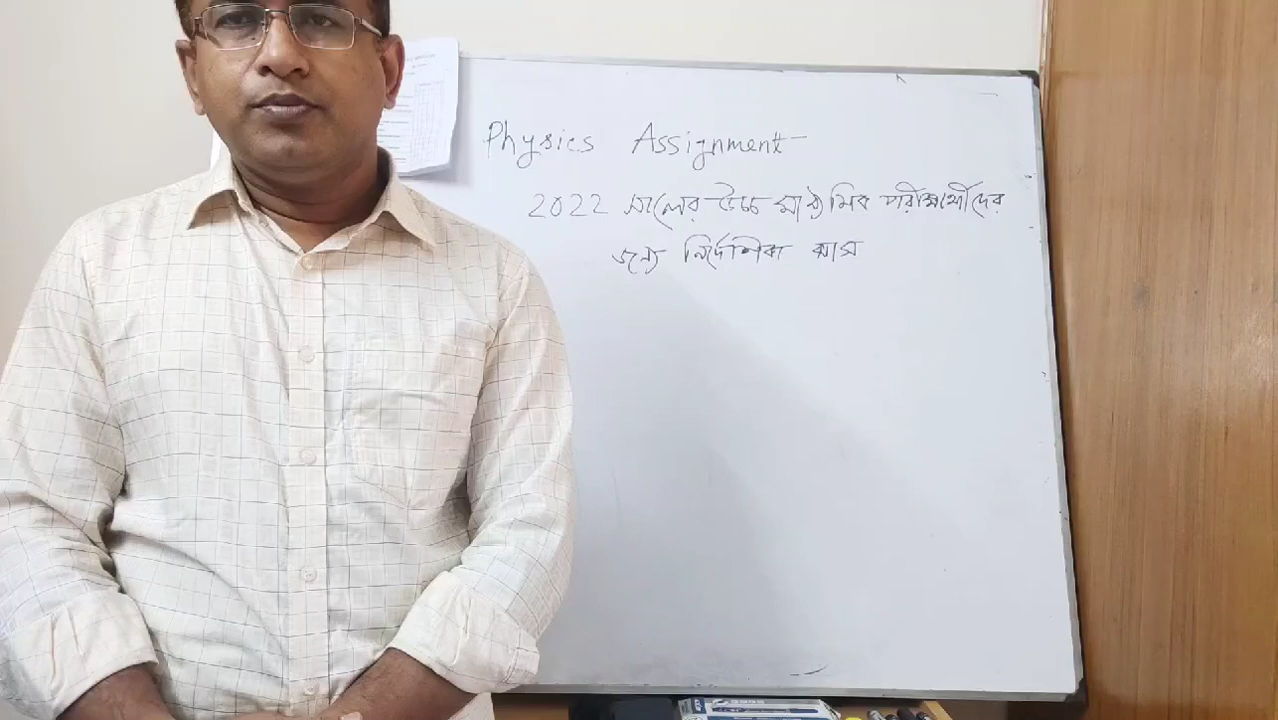 Physics Assignment
2022 সালের উচ্চ মাধ্যমিক পরীক্ষার্থীদের
জন্য নির্দেশিকা ক্লাস